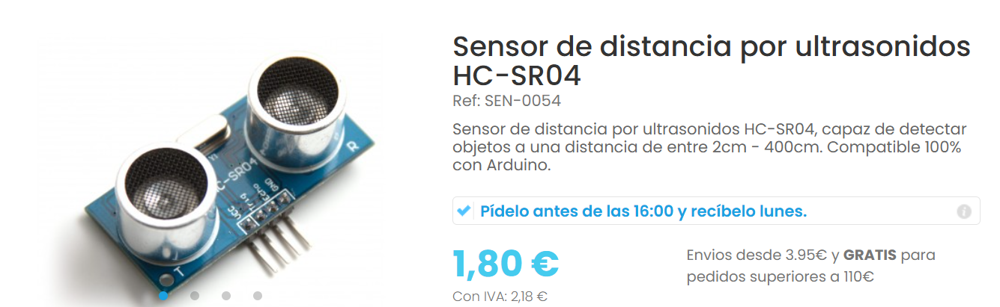 Sensor de distancia por ultrasonidos
HC-SR04
Ref: SEN-0054
Sensor de distancia por ultrasonidos HC-SR04, capaz de detectar
objetos a una distancia de entre 2cm - 400cm. Compatible 100%
con Arduino.
Pídelo antes de las 16:00 y recíbelo lunes.
1,80 €
Con IVA: 2,18 €
Envios desde 3.95€ y GRATIS para
pedidos superiores a 110€
R
T
C-SR04
Vcc
Trig
Echo
GND